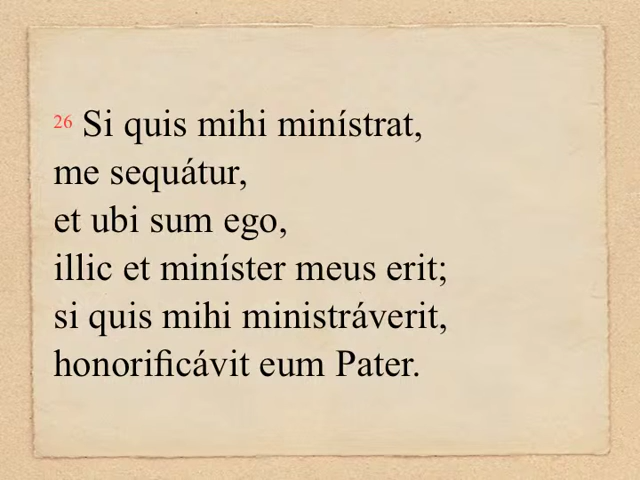 26 Si quis mihi minístrat,
me sequátur,
et ubi sum ego,
illic et miníster meus erit;
si quis mihi ministráverit,
honorificávit eum Pater.